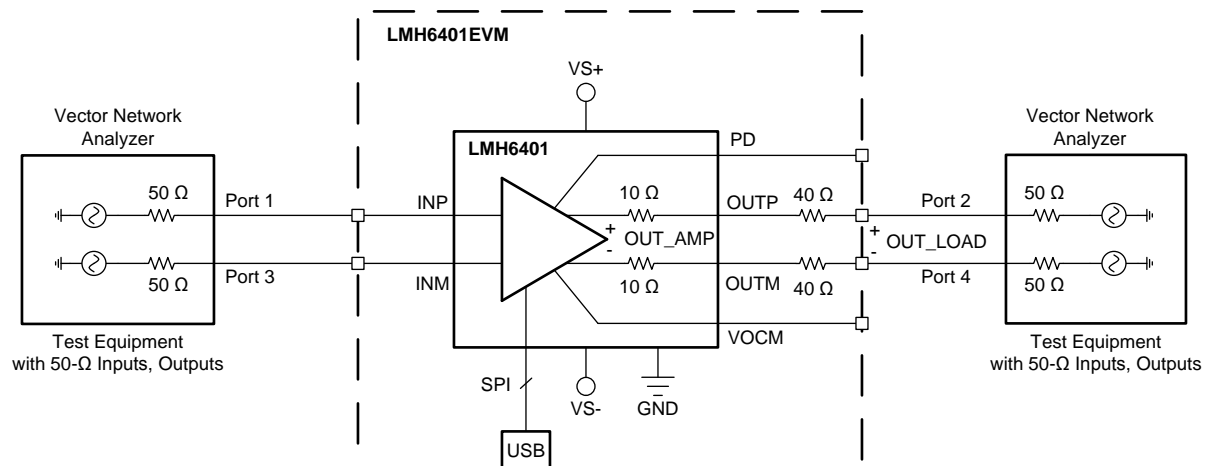 LMH6401EVM
VS+
Vector Network
Analyzer
50 Ω
Port 1
50 Ω
Port 3
Test Equipment
with 50-Ω Inputs, Outputs
LMH6401
INP
INM
PD
10 Ω
OUTP
40 Ω
+
-
OUT_AMP
10 Ω
OUTM
40 Ω
VOCM
SPI
VS-
GND
USB
Vector Network
Analyzer
Port 2
50 Ω
+
-
OUT_LOAD
Port 4
50 Ω
Test Equipment
with 50-Ω Inputs, Outputs